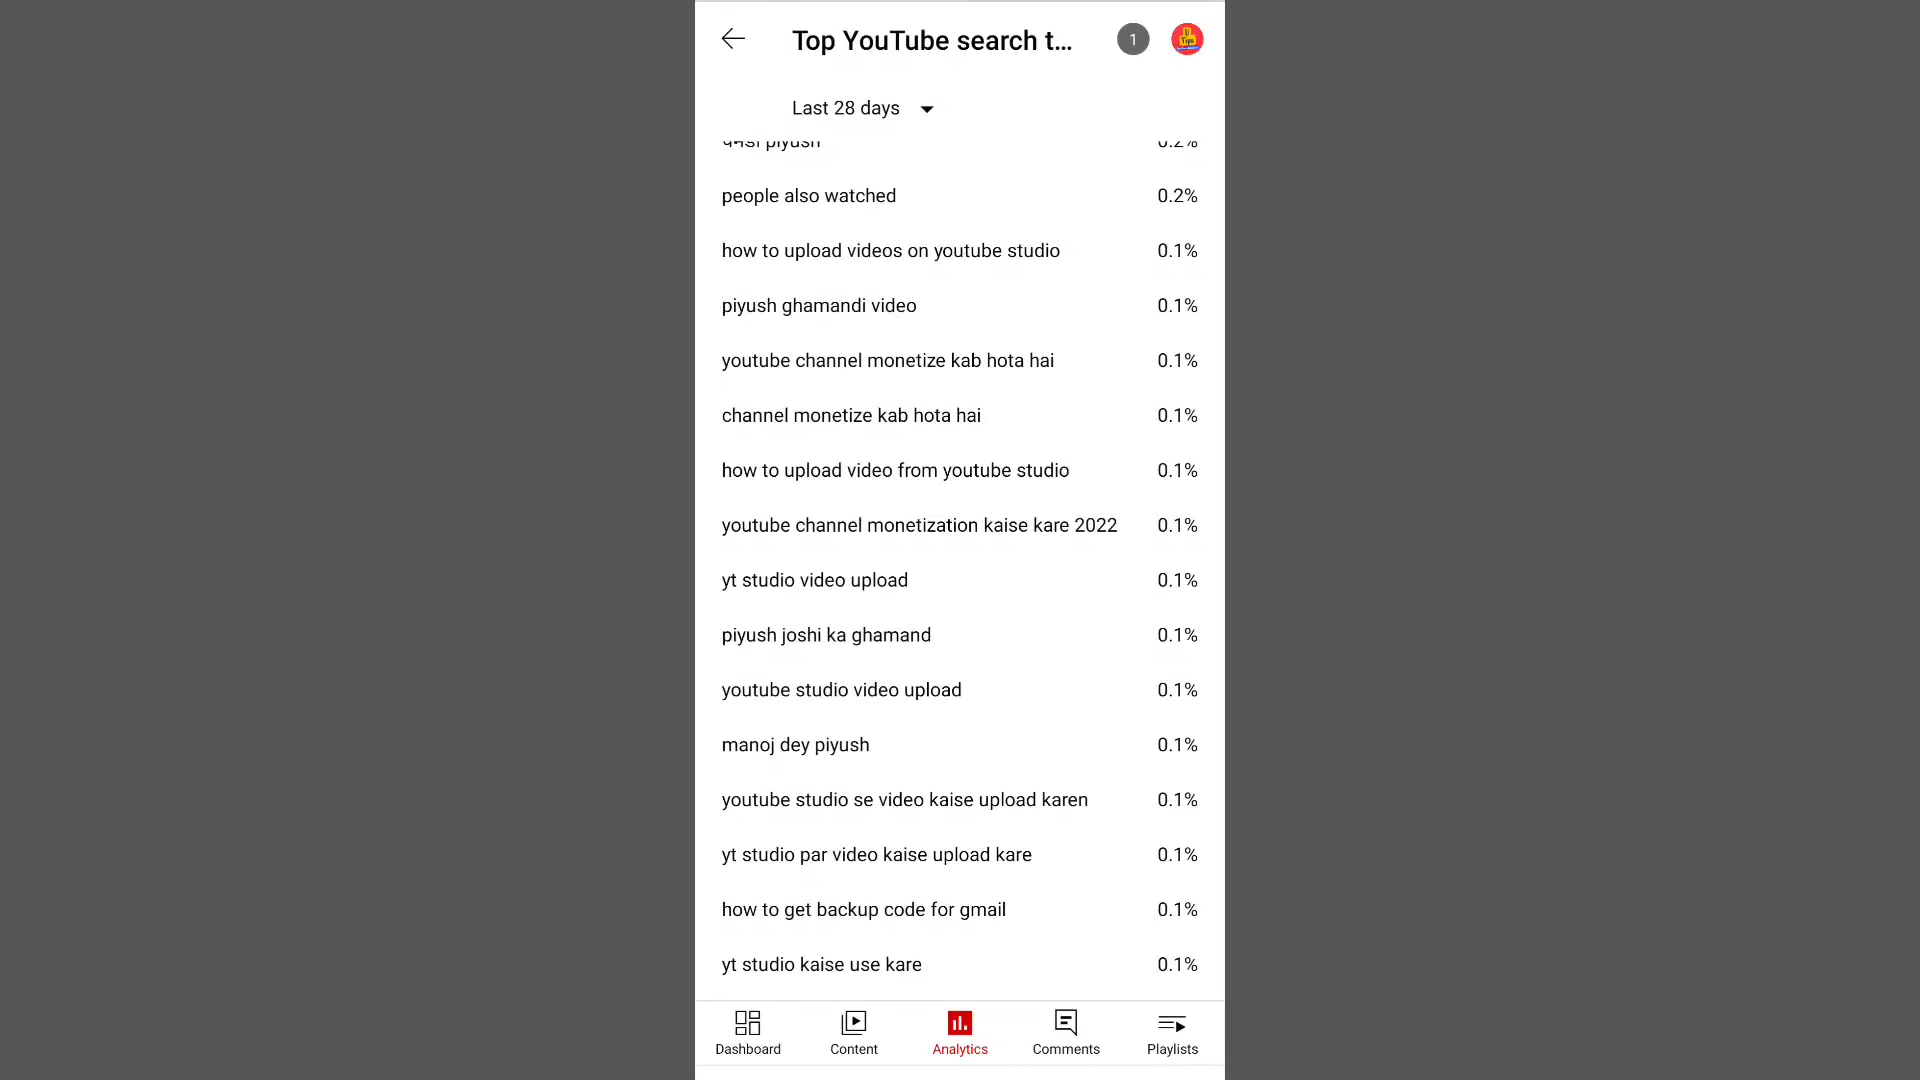 Top YouTube search t...
1
Last 28 days
piyush 0.2%
people also watched 0.2%
how to upload videos on youtube studio 0.1%
piyush ghamandi video 0.1%
youtube channel monetize kab hota hai 0.1%
channel monetize kab hota hai 0.1%
how to upload video from youtube studio 0.1%
youtube channel monetization kaise kare 2022 0.1%
yt studio video upload 0.1%
piyush joshi ka ghamand 0.1%
youtube studio video upload 0.1%
manoj dey piyush 0.1%
youtube studio se video kaise upload karen 0.1%
yt studio par video kaise upload kare 0.1%
how to get backup code for gmail 0.1%
yt studio kaise use kare 0.1%
Dashboard Content Analytics Comments Playlists